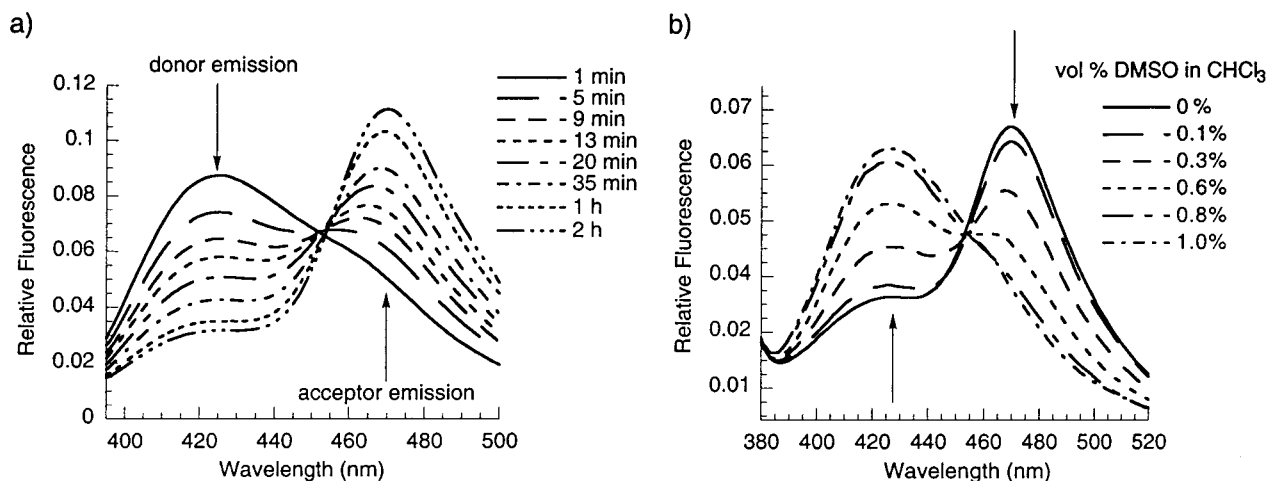 a)
donor emission
0.12
0.1
0.08
0.06
0.04
0.02
0
Relative Fluorescence
400 420 440 460 480 500
Wavelength (nm)
acceptor emission
1 min
5 min
9 min
13 min
20 min
35 min
1 h
2 h
b)
vol % DMSO in CHCl3
0 %
0.1%
0.3%
0.6%
0.8%
1.0%
0.07
0.06
0.05
0.02
0.01
Relative Fluorescence
380 400 420 440 460 480 500 520
Wavelength (nm)